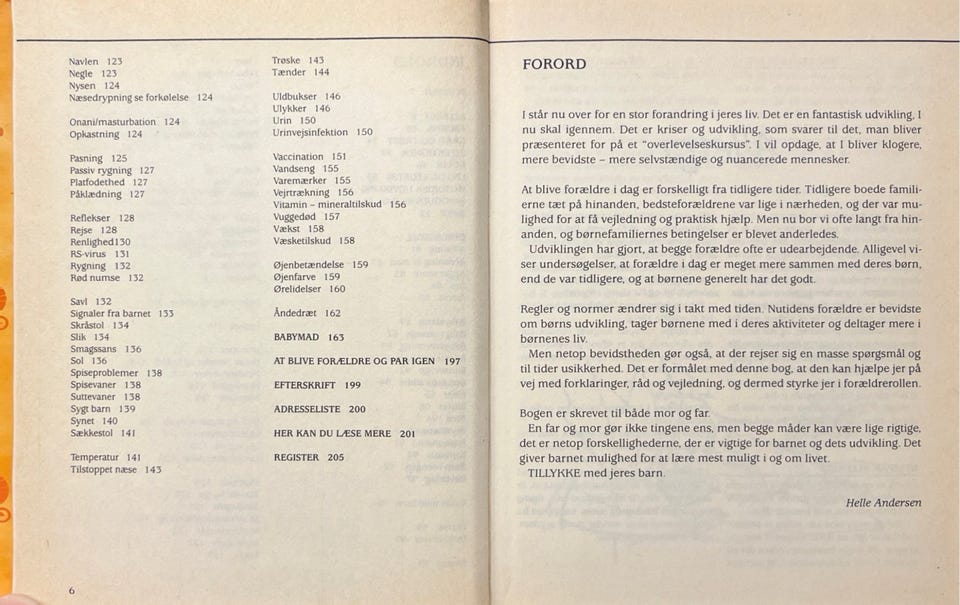 Navlen 123
Negle 123
Nysen 124
Næsedrypning se forkølelse 124
Onani/masturbation 124
Opkastning 124
Pasning 125
Passiv rygning 127
Platfodethed 127
Påklædning 127
Reflekser 128
Rejse 128
Renlighed130
RS-virus 131
Rygning 132
Rød numse 132
Savl 132
Signaler fra barnet 133
Skråstol 134
Slik 134
Smagssans 136
Sol 136
Spiseproblemer 138
Spisevaner 138
Suttevaner 138
Sygt barn 139
Synet 140
Sækkestol 141
Temperatur 141
Tilstoppet næse 143
Trøske 143
Tænder 144
Uldbukser 146
Ulykker 146
Urin 150
Urinvejsinfektion 150
Vaccination 151
Vandseng 155
Varemærker 155
Vejrtrækning 156
Vitamin – mineraltilskud 156
Vuggedød 157
Vækst 158
Væsketilskud 158
Øjenbetændelse 159
Øjenfarve 159
Ørelidelser 160
Åndedræt 162
BABYMAD 163
AT BLIVE FORÆLDRE OG PAR IGEN 197
EFTERSKRIFT 199
ADRESSELISTE 200
HER KAN DU LÆSE MERE 201
REGISTER 205
6
FORORD
I står nu over for en stor forandring i jeres liv. Det er en fantastisk udvikling, I
nu skal igennem. Det er kriser og udvikling, som svarer til det, man bliver
præsenteret for på et "overlevelseskursus". I vil opdage, at I bliver klogere,
mere bevidste – mere selvstændige og nuancerede mennesker.
At blive forældre i dag er forskelligt fra tidligere tider. Tidligere boede famili-
erne tæt på hinanden, bedsteforældrene var lige i nærheden, og der var mu-
lighed for at få vejledning og praktisk hjælp. Men nu bor vi ofte langt fra hin-
anden, og børnefamiliernes betingelser er blevet anderledes.
Udviklingen har gjort, at begge forældre ofte er udearbejdende. Alligevel vi-
ser undersøgelser, at forældre i dag er meget mere sammen med deres børn,
end de var tidligere, og at børnene generelt har det godt.
Regler og normer ændrer sig i takt med tiden. Nutidens forældre er bevidste
om børns udvikling, tager børnene med i deres aktiviteter og deltager mere i
børnenes liv.
Men netop bevidstheden gør også, at der rejser sig en masse spørgsmål og
til tider usikkerhed. Det er formålet med denne bog, at den kan hjælpe jer på
vej med forklaringer, råd og vejledning, og dermed styrke jer i forældrerollen.
Bogen er skrevet til både mor og far.
En far og mor gør ikke tingene ens, men begge måder kan være lige rigtige,
det er netop forskellighederne, der er vigtige for barnet og dets udvikling. Det
giver barnet mulighed for at lære mest muligt i og om livet.
TILLYKKE med jeres barn.
Helle Andersen